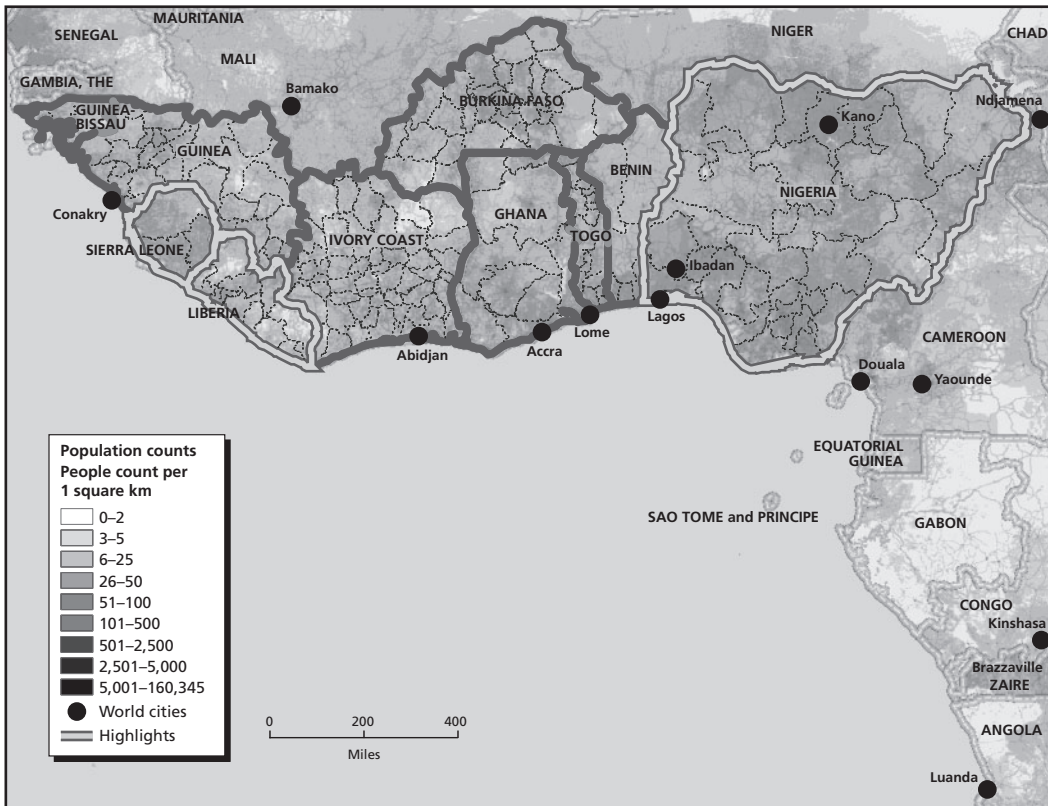 MAURITANIA
SENEGAL
NIGER
CHAD
MALI
GAMBIA, THE
Bamako
Ndjamena
BURKINA FASO
GUINEA-
BISSAU
Kano
GUINEA
BENIN
NIGERIA
Conakry
GHANA
IVORY COAST
TOGO
SIERRA LEONE
Ibadan
LIBERIA
Lagos
Lome
Abidjan
Accra
CAMEROON
Douala
Yaounde
EQUATORIAL
GUINEA
SAO TOME and PRINCIPE
GABON
CONGO
Kinshasa
Brazzaville
ZAIRE
ANGOLA
Luanda
Population counts
People count per
1 square km
0–2
3–5
6–25
26–50
51–100
101–500
501–2,500
2,501–5,000
5,001–160,345
World cities
Highlights
0 200 400
Miles